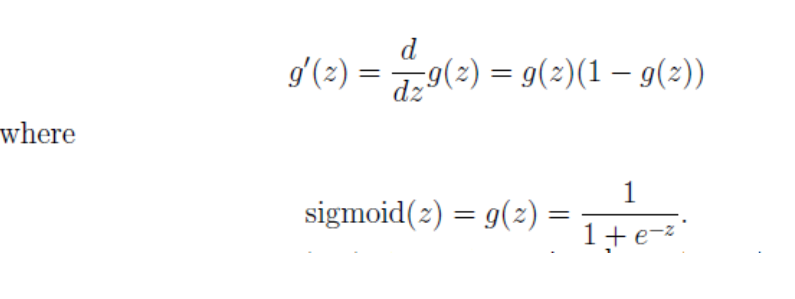 g′(z) = d/dz g(z) = g(z)(1 − g(z))
where
sigmoid(z) = g(z) = 1/(1 + e^{−z}).